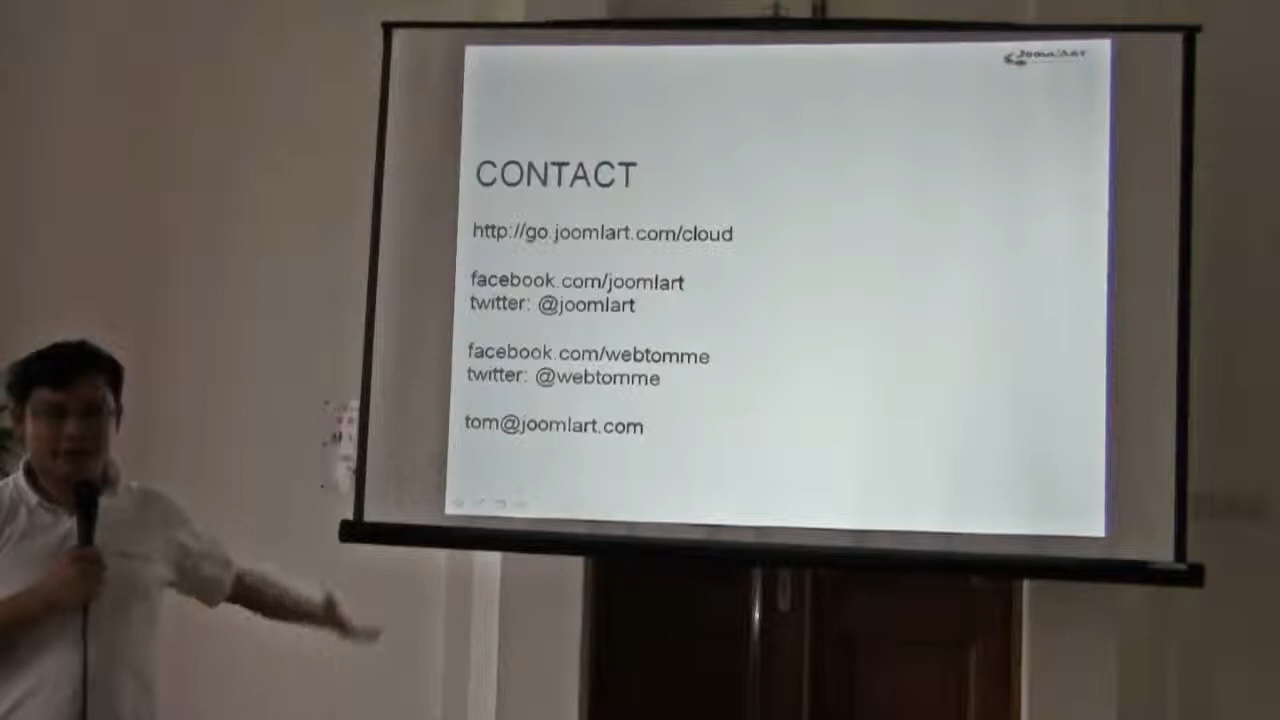 JoomlArt
CONTACT
http://go.joomlart.com/cloud
facebook.com/joomlart
twitter: @joomlart
facebook.com/webtomme
twitter: @webtomme
tom@joomlart.com